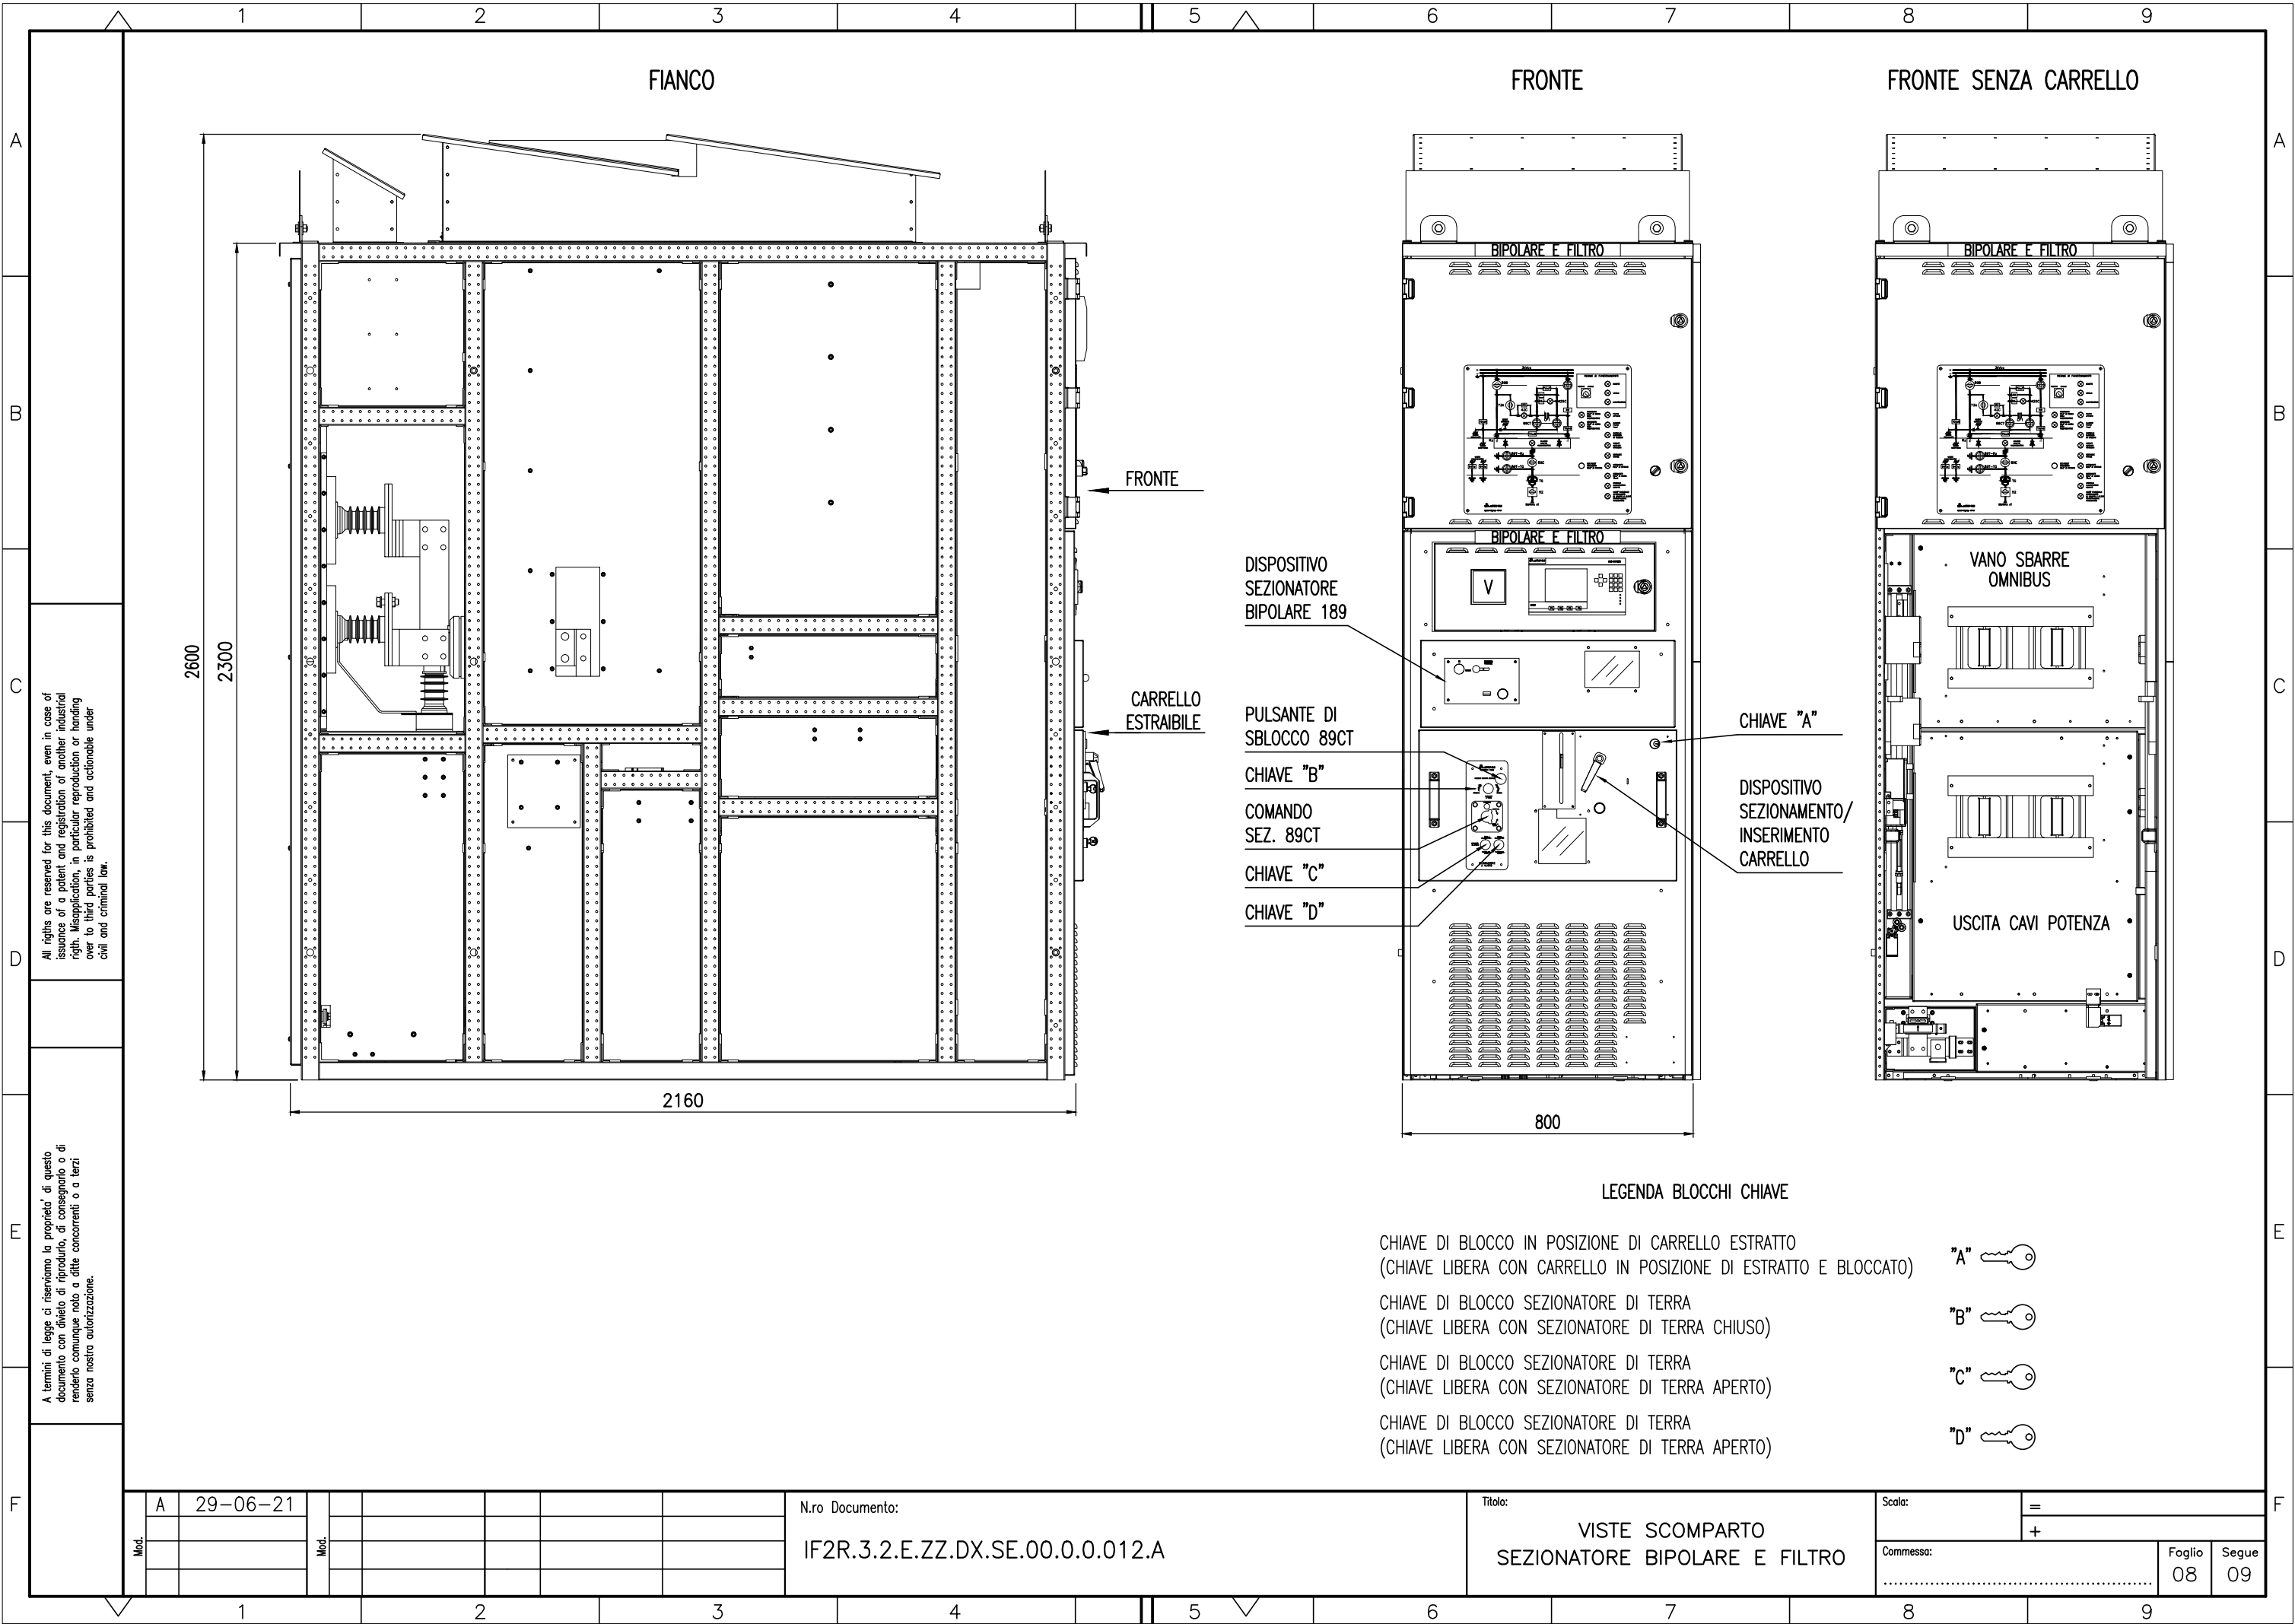 1 2 3 4 5 6 7 8 9
FIANCO
FRONTE
FRONTE SENZA CARRELLO
A
A
B
B
C
C
D
D
E
E
F
F
2600
2300
2160
FRONTE
CARRELLO
ESTRAIBILE
BIPOLARE E FILTRO
BIPOLARE E FILTRO
V
800
DISPOSITIVO
SEZIONATORE
BIPOLARE 189
PULSANTE DI
SBLOCCO 89CT
CHIAVE "B"
COMANDO
SEZ. 89CT
CHIAVE "C"
CHIAVE "D"
CHIAVE "A"
DISPOSITIVO
SEZIONAMENTO/
INSERIMENTO
CARRELLO
BIPOLARE E FILTRO
VANO SBARRE
OMNIBUS
USCITA CAVI POTENZA
LEGENDA BLOCCHI CHIAVE
CHIAVE DI BLOCCO IN POSIZIONE DI CARRELLO ESTRATTO
(CHIAVE LIBERA CON CARRELLO IN POSIZIONE DI ESTRATTO E BLOCCATO)
"A"
CHIAVE DI BLOCCO SEZIONATORE DI TERRA
(CHIAVE LIBERA CON SEZIONATORE DI TERRA CHIUSO)
"B"
CHIAVE DI BLOCCO SEZIONATORE DI TERRA
(CHIAVE LIBERA CON SEZIONATORE DI TERRA APERTO)
"C"
CHIAVE DI BLOCCO SEZIONATORE DI TERRA
(CHIAVE LIBERA CON SEZIONATORE DI TERRA APERTO)
"D"
All rigths are reserved for this document, even in case of
issuance of a patent and registration of another industrial
rigth. Misapplication, in particular reproduction or handing
over to third parties is prohibited and actionable under
civil and criminal law.
A termini di legge ci riserviamo la proprieta' di questo
documento con divieto di riprodurlo, di consegnarlo o di
renderlo comunque noto a ditte concorrenti o a terzi
senza nostra autorizzazione.
Mod.
A 29-06-21
Mod.
N.ro Documento:
IF2R.3.2.E.ZZ.DX.SE.00.0.0.012.A
Titolo:
VISTE SCOMPARTO
SEZIONATORE BIPOLARE E FILTRO
Scala:
=
+
Commessa:
Foglio
08
Segue
09
1 2 3 4 5 6 7 8 9